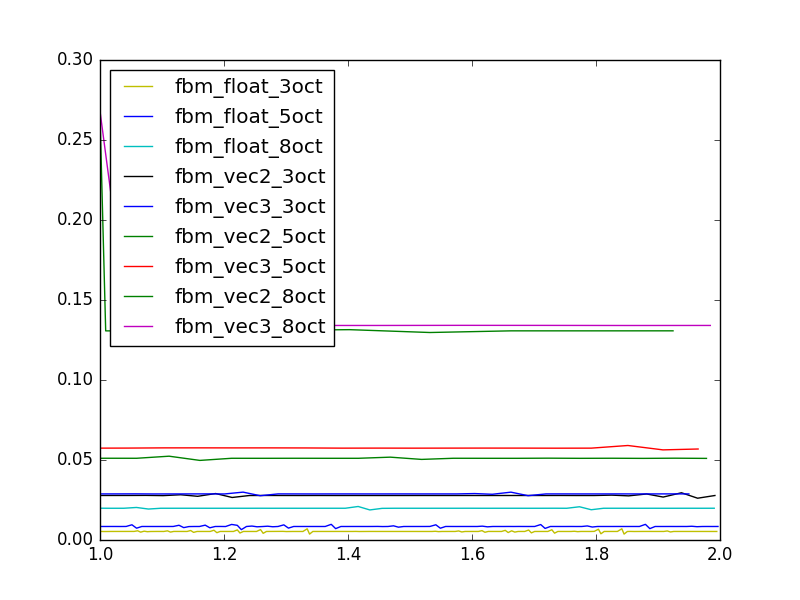 0.30
0.25
0.20
0.15
0.10
0.05
0.00
fbm_float_3oct
fbm_float_5oct
fbm_float_8oct
fbm_vec2_3oct
fbm_vec3_3oct
fbm_vec2_5oct
fbm_vec3_5oct
fbm_vec2_8oct
fbm_vec3_8oct
1.0 1.2 1.4 1.6 1.8 2.0